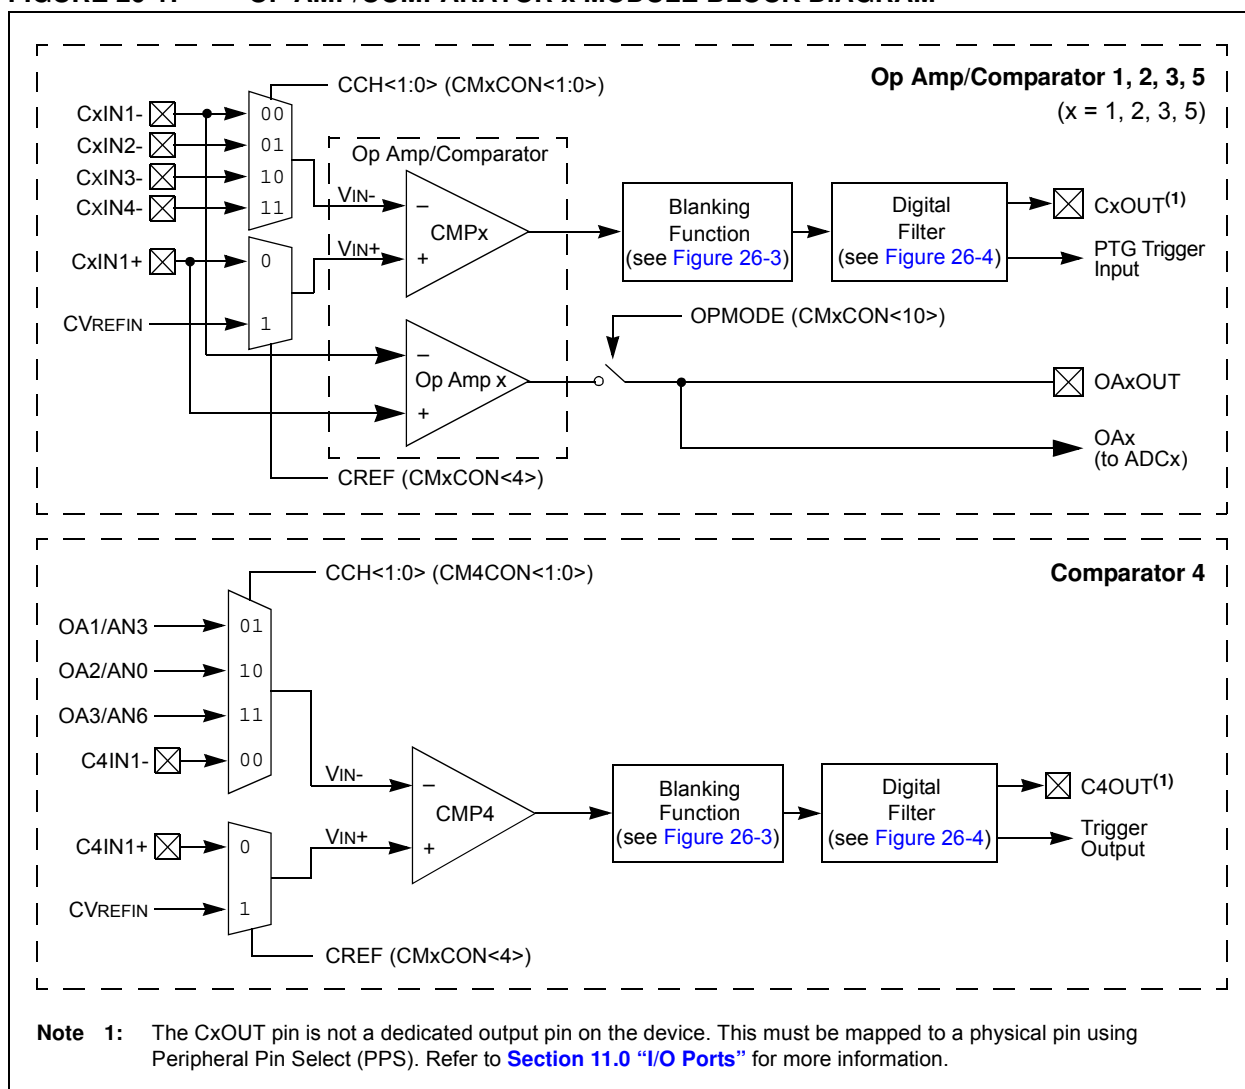 FIGURE
OP AMP/COMPARATOR x MODULE BLOCK DIAGRAM
Op Amp/Comparator 1, 2, 3, 5
(x = 1, 2, 3, 5)
CCH<1:0> (CMxCON<1:0>)
CxIN1-
00
CxIN2-
01
CxIN3-
10
CxIN4-
11
Op Amp/Comparator
VIN-
–
CMPx
VIN+
+
CxIN1+
0
CVREFIN
1
Blanking
Function
(see Figure 26-3)
Digital
Filter
(see Figure 26-4)
CxOUT(1)
PTG Trigger
Input
OPMODE (CMxCON<10>)
–
Op Amp x
+
OAxOUT
OAx
(to ADCx)
CREF (CMxCON<4>)
Comparator 4
CCH<1:0> (CM4CON<1:0>)
OA1/AN3
01
OA2/AN0
10
OA3/AN6
11
C4IN1-
00
VIN-
–
CMP4
VIN+
+
C4IN1+
0
CVREFIN
1
Blanking
Function
(see Figure 26-3)
Digital
Filter
(see Figure 26-4)
C4OUT(1)
Trigger
Output
CREF (CMxCON<4>)
Note 1: The CxOUT pin is not a dedicated output pin on the device. This must be mapped to a physical pin using
Peripheral Pin Select (PPS). Refer to Section 11.0 “I/O Ports” for more information.